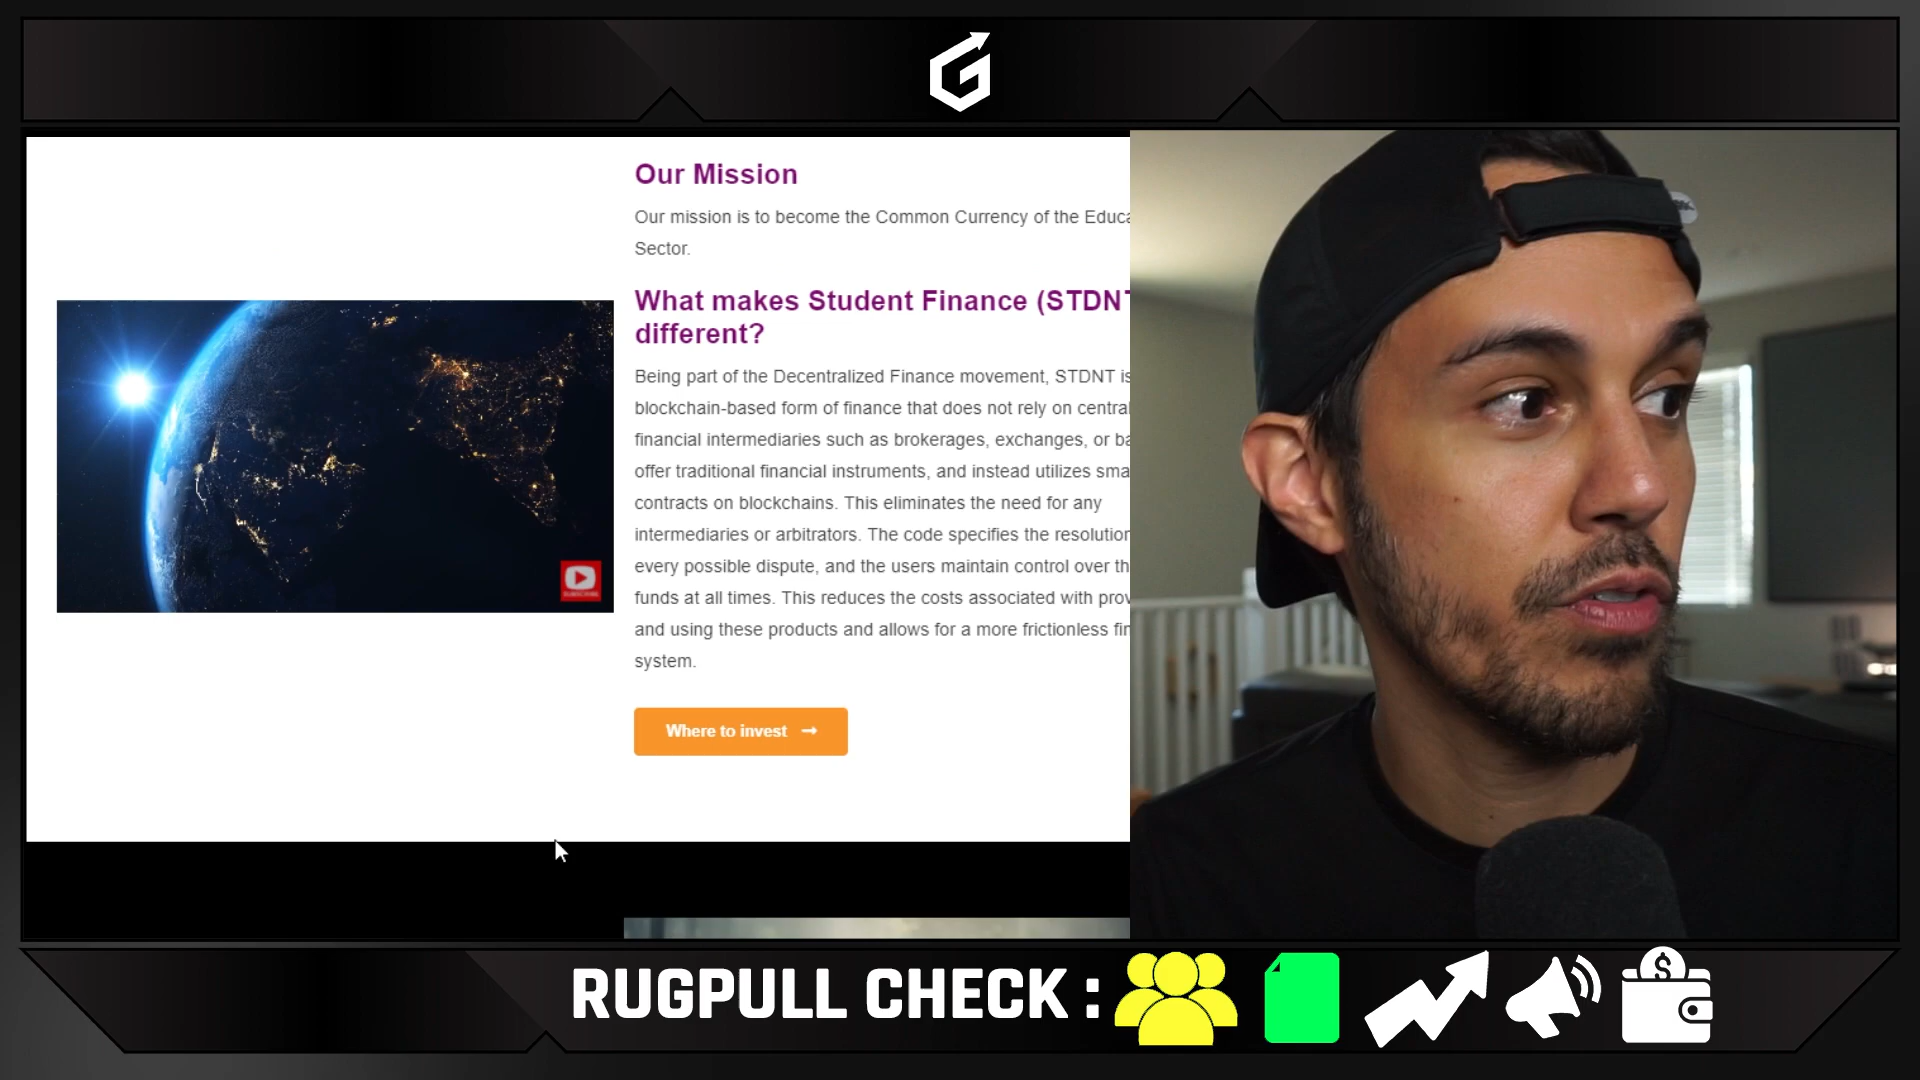 Our Mission
Our mission is to become the Common Currency of the Educa
Sector.
What makes Student Finance (STDNT
different?
Being part of the Decentralized Finance movement, STDNT is
blockchain-based form of finance that does not rely on central
financial intermediaries such as brokerages, exchanges, or ba
offer traditional financial instruments, and instead utilizes sma
contracts on blockchains. This eliminates the need for any
intermediaries or arbitrators. The code specifies the resolution
every possible dispute, and the users maintain control over th
funds at all times. This reduces the costs associated with prov
and using these products and allows for a more frictionless fin
system.
Where to invest
SUBSCRIBE
RUGPULL CHECK :